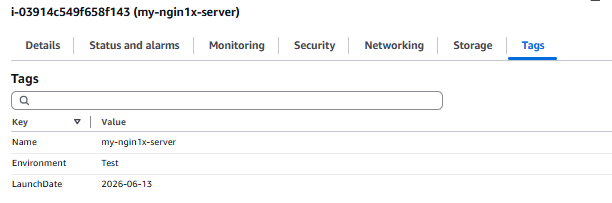 i-03914c549f658f143 (my-ngin1x-server)
Details Status and alarms Monitoring Security Networking Storage Tags
Tags
Key Value
Name my-ngin1x-server
Environment Test
LaunchDate 2026-06-13